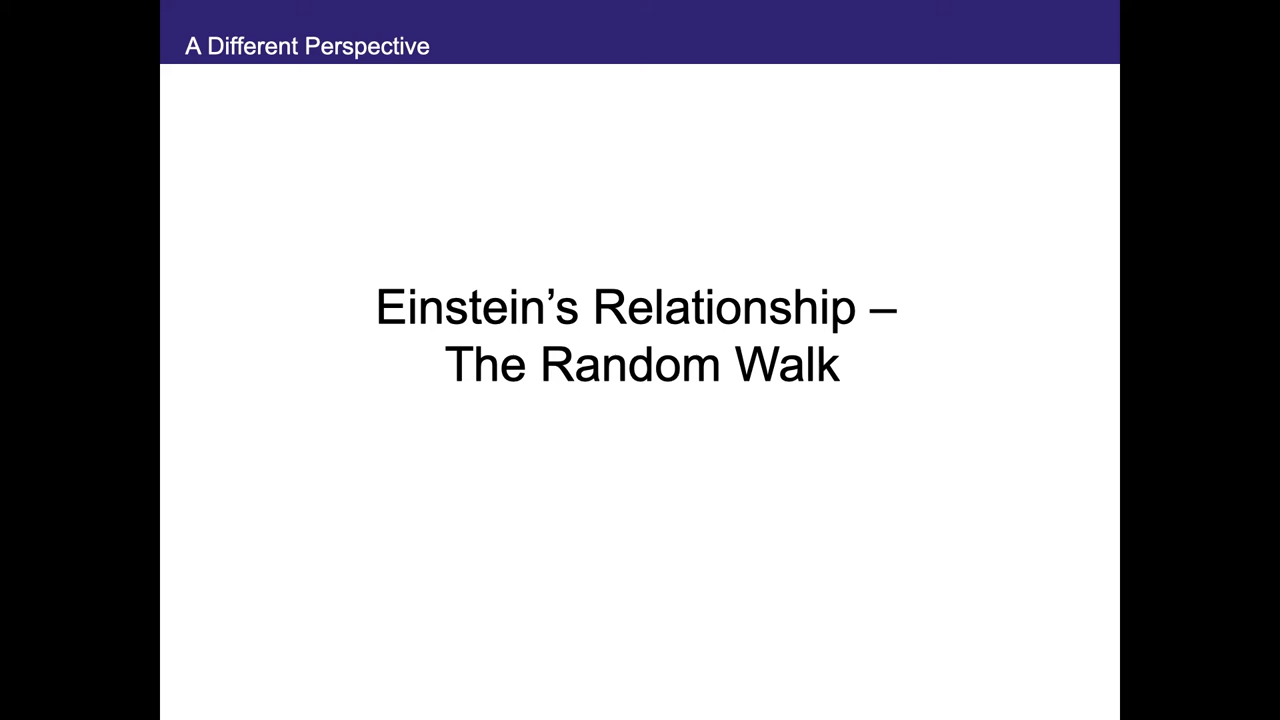 A Different Perspective
Einstein’s Relationship –
The Random Walk